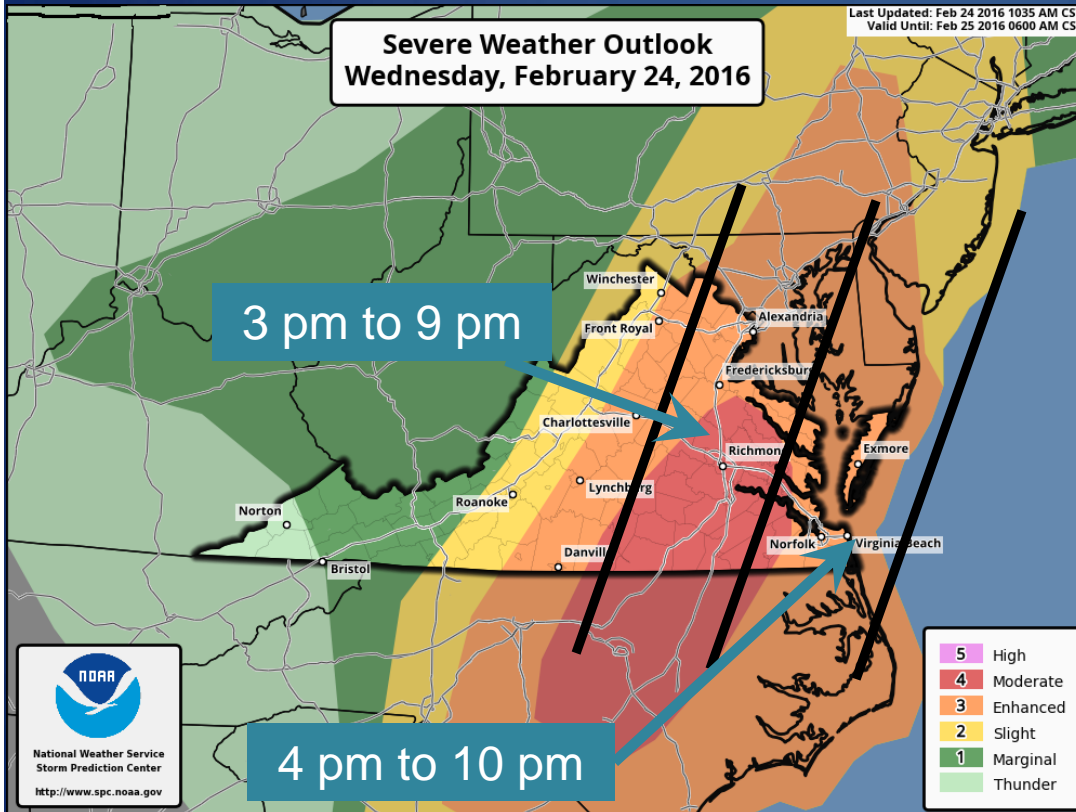 Last Updated: Feb 24 2016 1035 AM CS
Valid Until: Feb 25 2016 0600 AM CS
Severe Weather Outlook
Wednesday, February 24, 2016
Winchester
3 pm to 9 pm
Alexandria
Front Royal
Fredericksburg
Charlottesville
Richmon
Exmore
Lynchburg
Roanoke
Norton
Norfolk
Virginia Beach
Danvill
Bristol
NOAA
National Weather Service
Storm Prediction Center
http://www.spc.noaa.gov
4 pm to 10 pm
5 High
4 Moderate
3 Enhanced
2 Slight
1 Marginal
Thunder